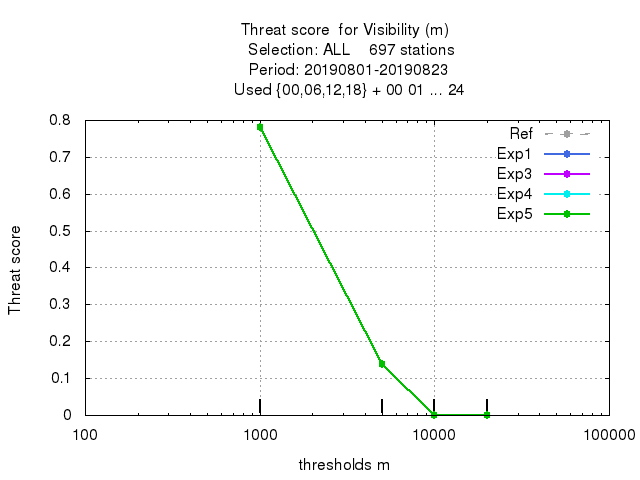 Threat score  for Visibility (m)
Selection: ALL    697 stations
Period: 20190801-20190823
Used {00,06,12,18} + 00 01 ... 24
Ref
Exp1
Exp3
Exp4
Exp5
Threat score
0.8
0.7
0.6
0.5
0.4
0.3
0.2
0.1
0
100
1000
10000
100000
thresholds m